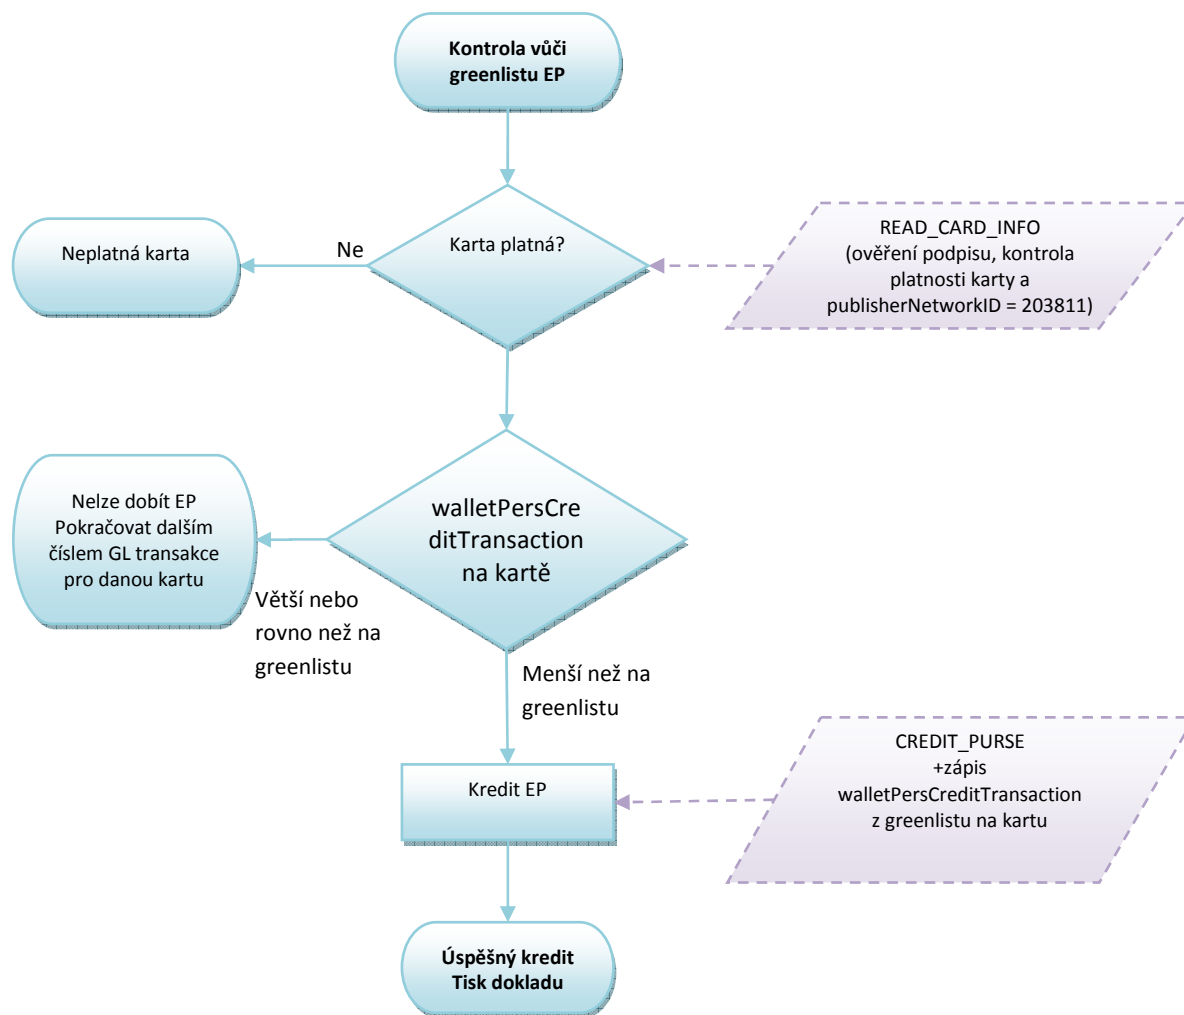 Kontrola vůči
greenlistu EP
Neplatná karta
Ne
Karta platná?
READ_CARD_INFO
(ověření podpisu, kontrola
platnosti karty a
publisherNetworkID = 203811)
Nelze dobít EP
Pokračovat dalším
číslem GL transakce
pro danou kartu
walletPersCre
ditTransaction
na kartě
Větší nebo
rovno než na
greenlistu
Menší než na
greenlistu
Kredit EP
CREDIT_PURSE
+zápis
walletPersCreditTransaction
z greenlistu na kartu
Úspěšný kredit
Tisk dokladu